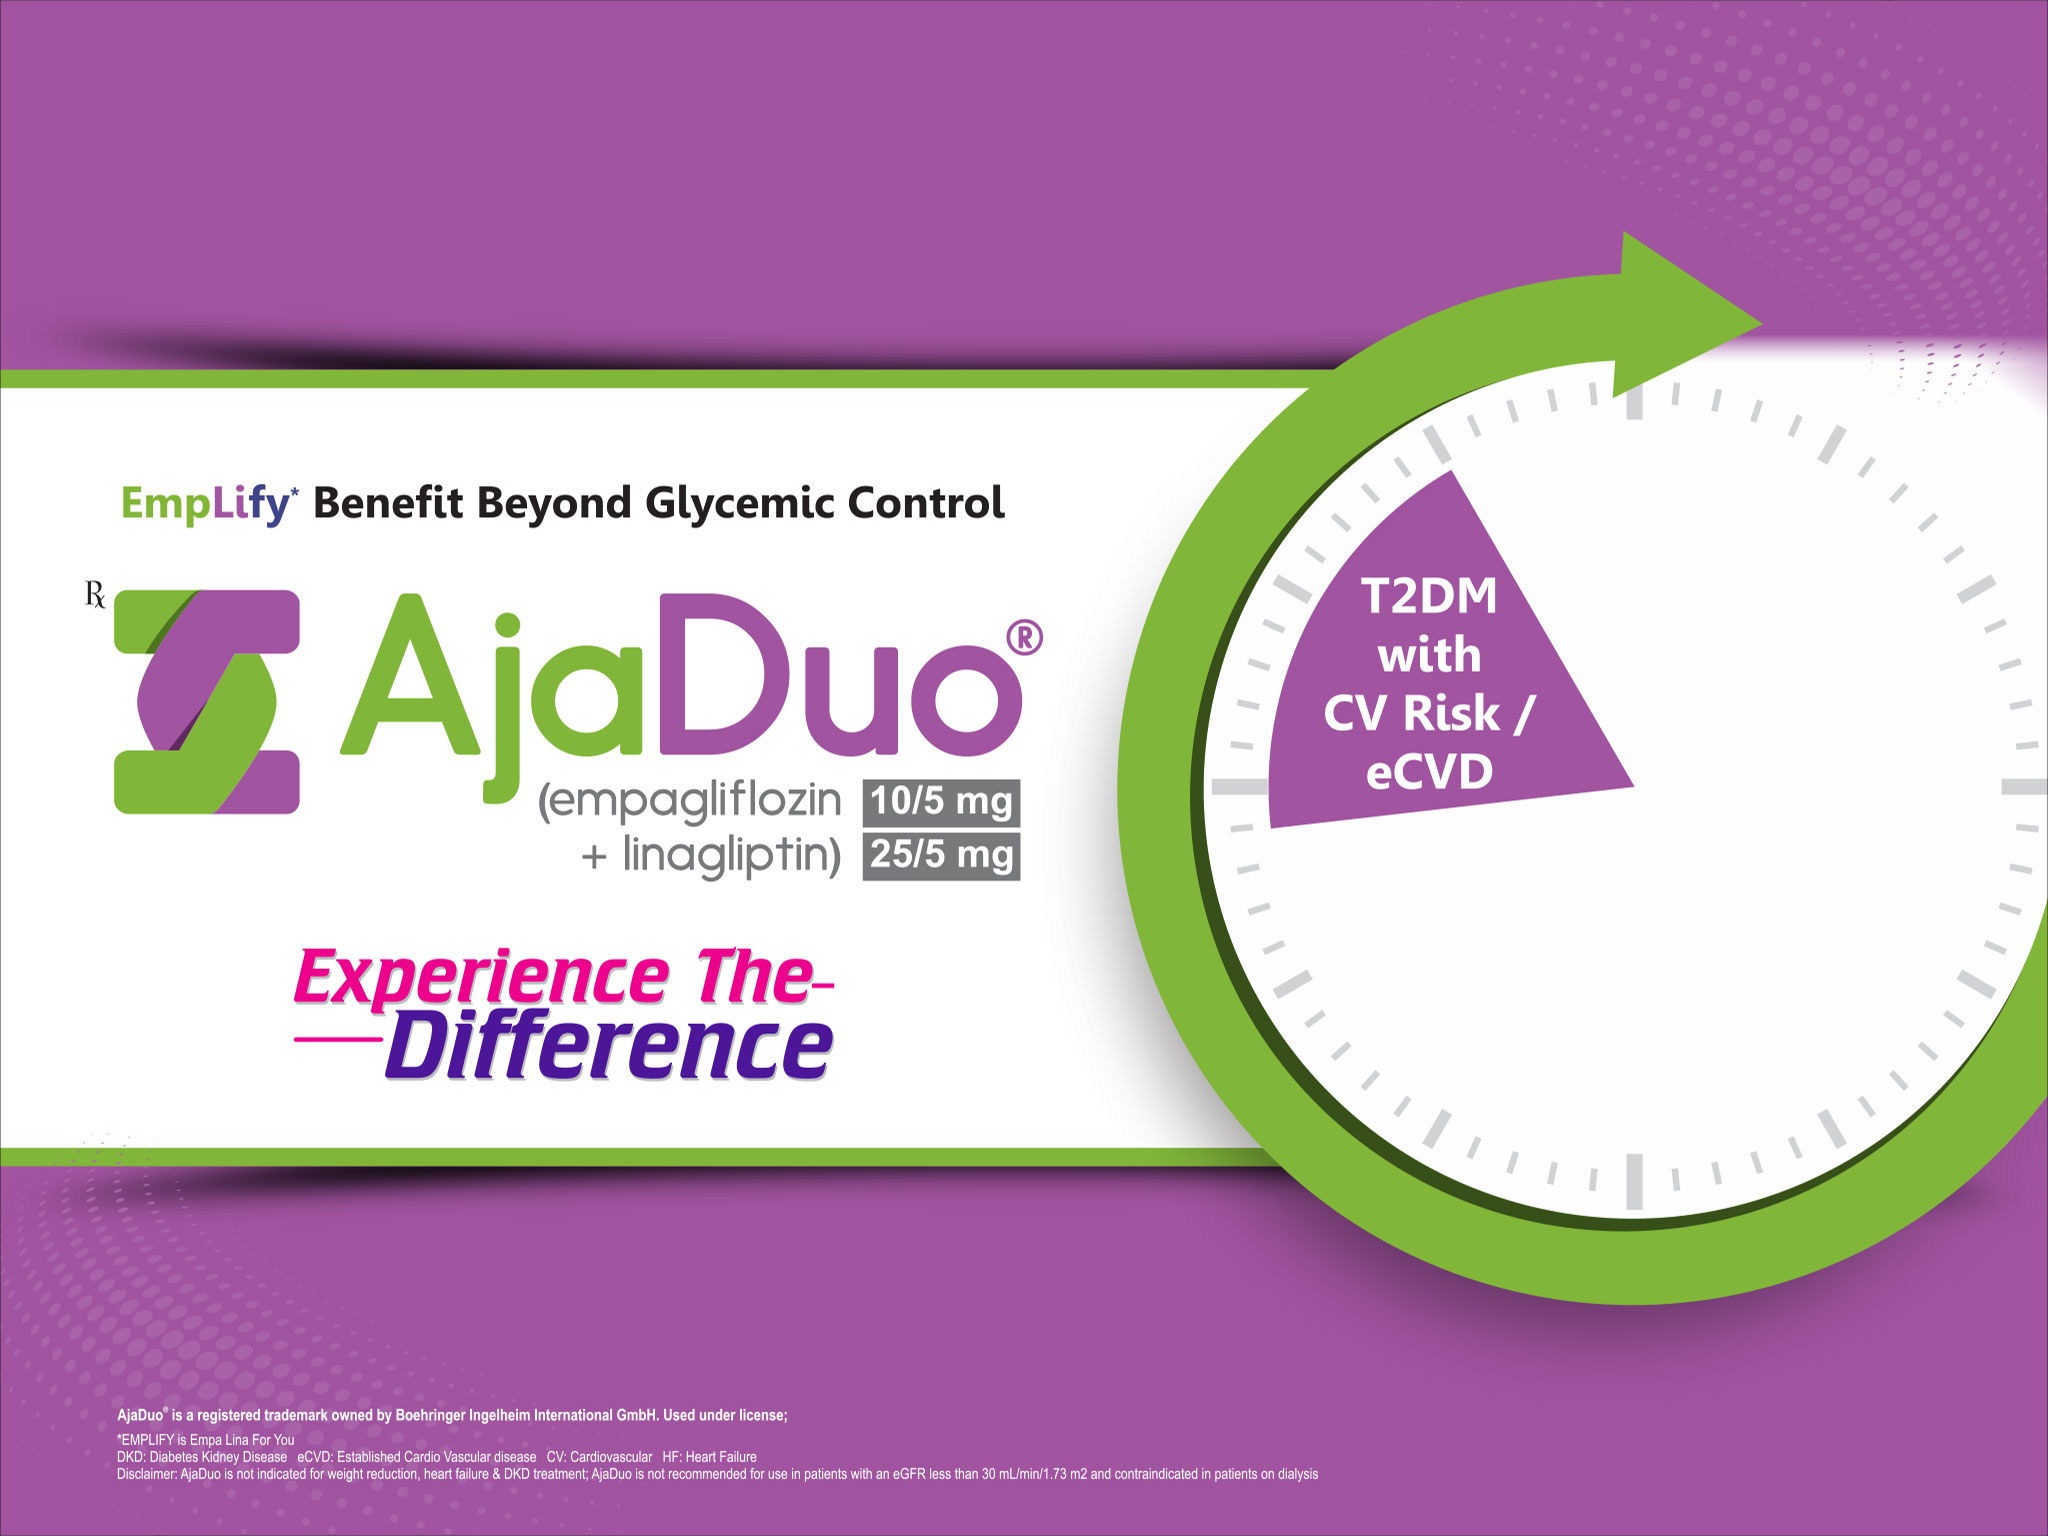 EmpLify* Benefit Beyond Glycemic Control
℞
AjaDuo®
(empagliflozin 10/5 mg
+ linagliptin) 25/5 mg
Experience The
Difference
T2DM
with
CV Risk /
eCVD
AjaDuo® is a registered trademark owned by Boehringer Ingelheim International GmbH. Used under license;
*EMPLIFY is Empa Lina For You
DKD: Diabetes Kidney Disease eCVD: Established Cardio Vascular disease CV: Cardiovascular HF: Heart Failure
Disclaimer: AjaDuo is not indicated for weight reduction, heart failure & DKD treatment; AjaDuo is not recommended for use in patients with an eGFR less than 30 mL/min/1.73 m2 and contraindicated in patients on dialysis